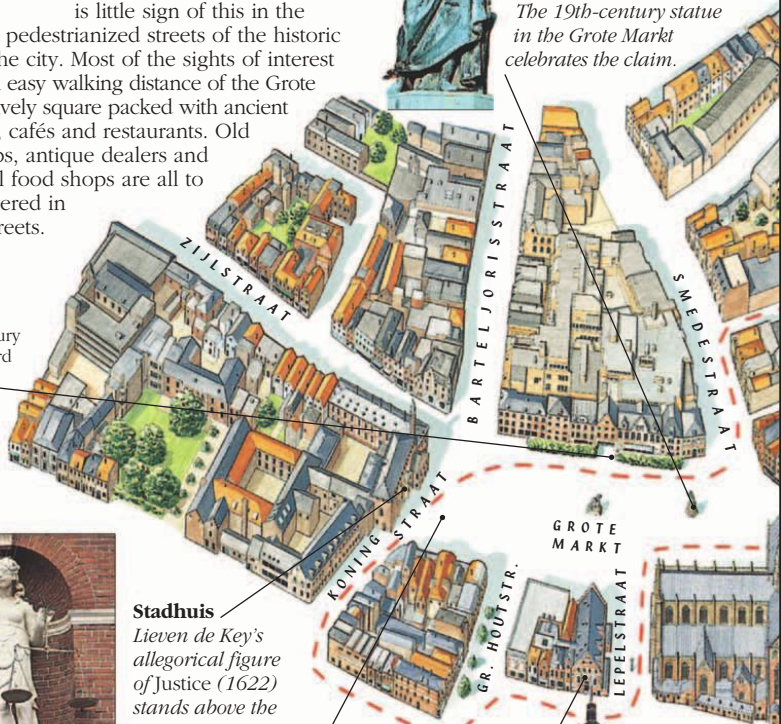 is little sign of this in the
pedestrianized streets of the historic
he city. Most of the sights of interest
easy walking distance of the Grote
vely square packed with ancient
, cafés and restaurants. Old
os, antique dealers and
l food shops are all to
ered in
reets.
ury
rd
The 19th-century statue
in the Grote Markt
celebrates the claim.
ZIJLSTRAAT
BARTELJORISSTRAAT
SMEDESTRAAT
KONING STRAAT
GROTE
MARKT
GR. HOUTSTR.
LEPELSTRAAT
Stadhuis
Lieven de Key's
allegorical figure
of Justice (1622)
stands above the